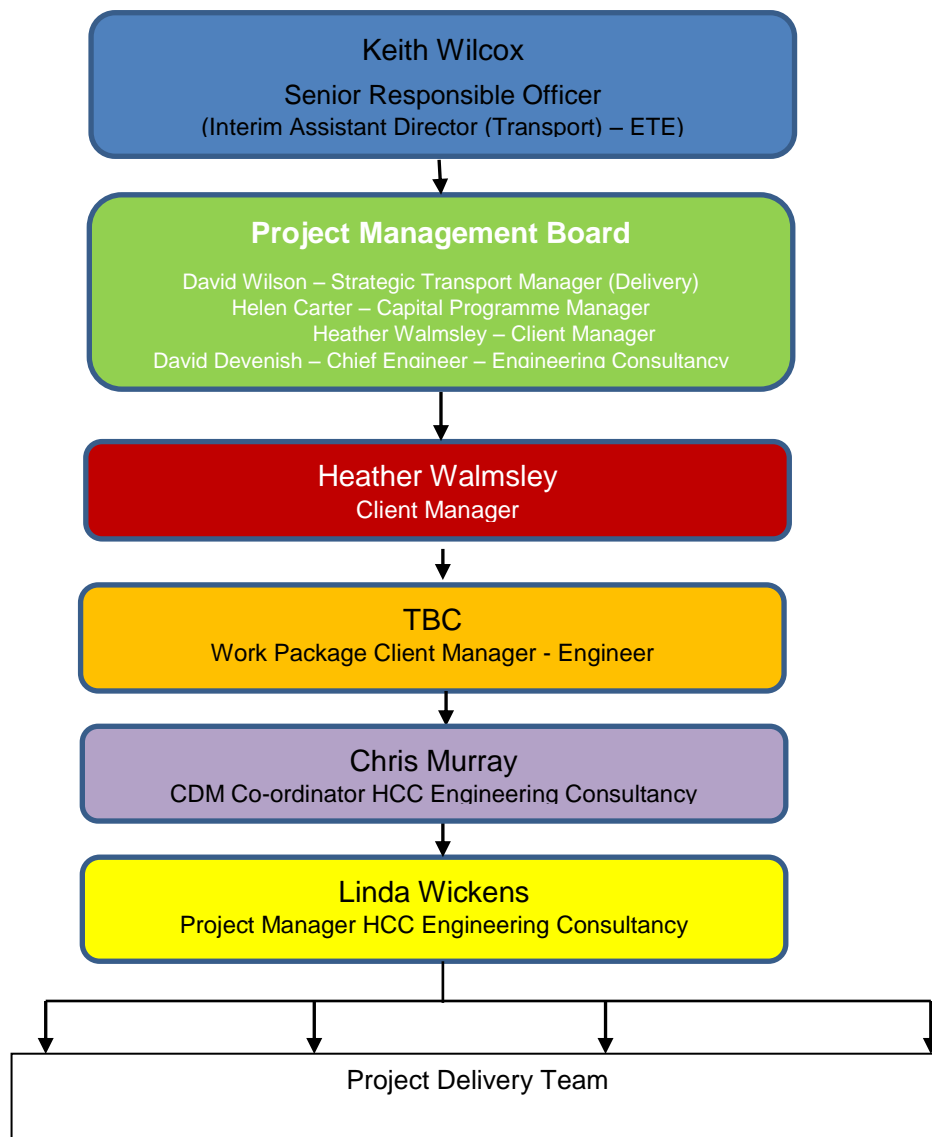 Keith Wilcox
Senior Responsible Officer
(Interim Assistant Director (Transport) – ETE)
Project Management Board
David Wilson – Strategic Transport Manager (Delivery)
Helen Carter – Capital Programme Manager
Heather Walmsley – Client Manager
David Devenish – Chief Engineer – Engineering Consultancy
Heather Walmsley
Client Manager
TBC
Work Package Client Manager - Engineer
Chris Murray
CDM Co-ordinator HCC Engineering Consultancy
Linda Wickens
Project Manager HCC Engineering Consultancy
Project Delivery Team